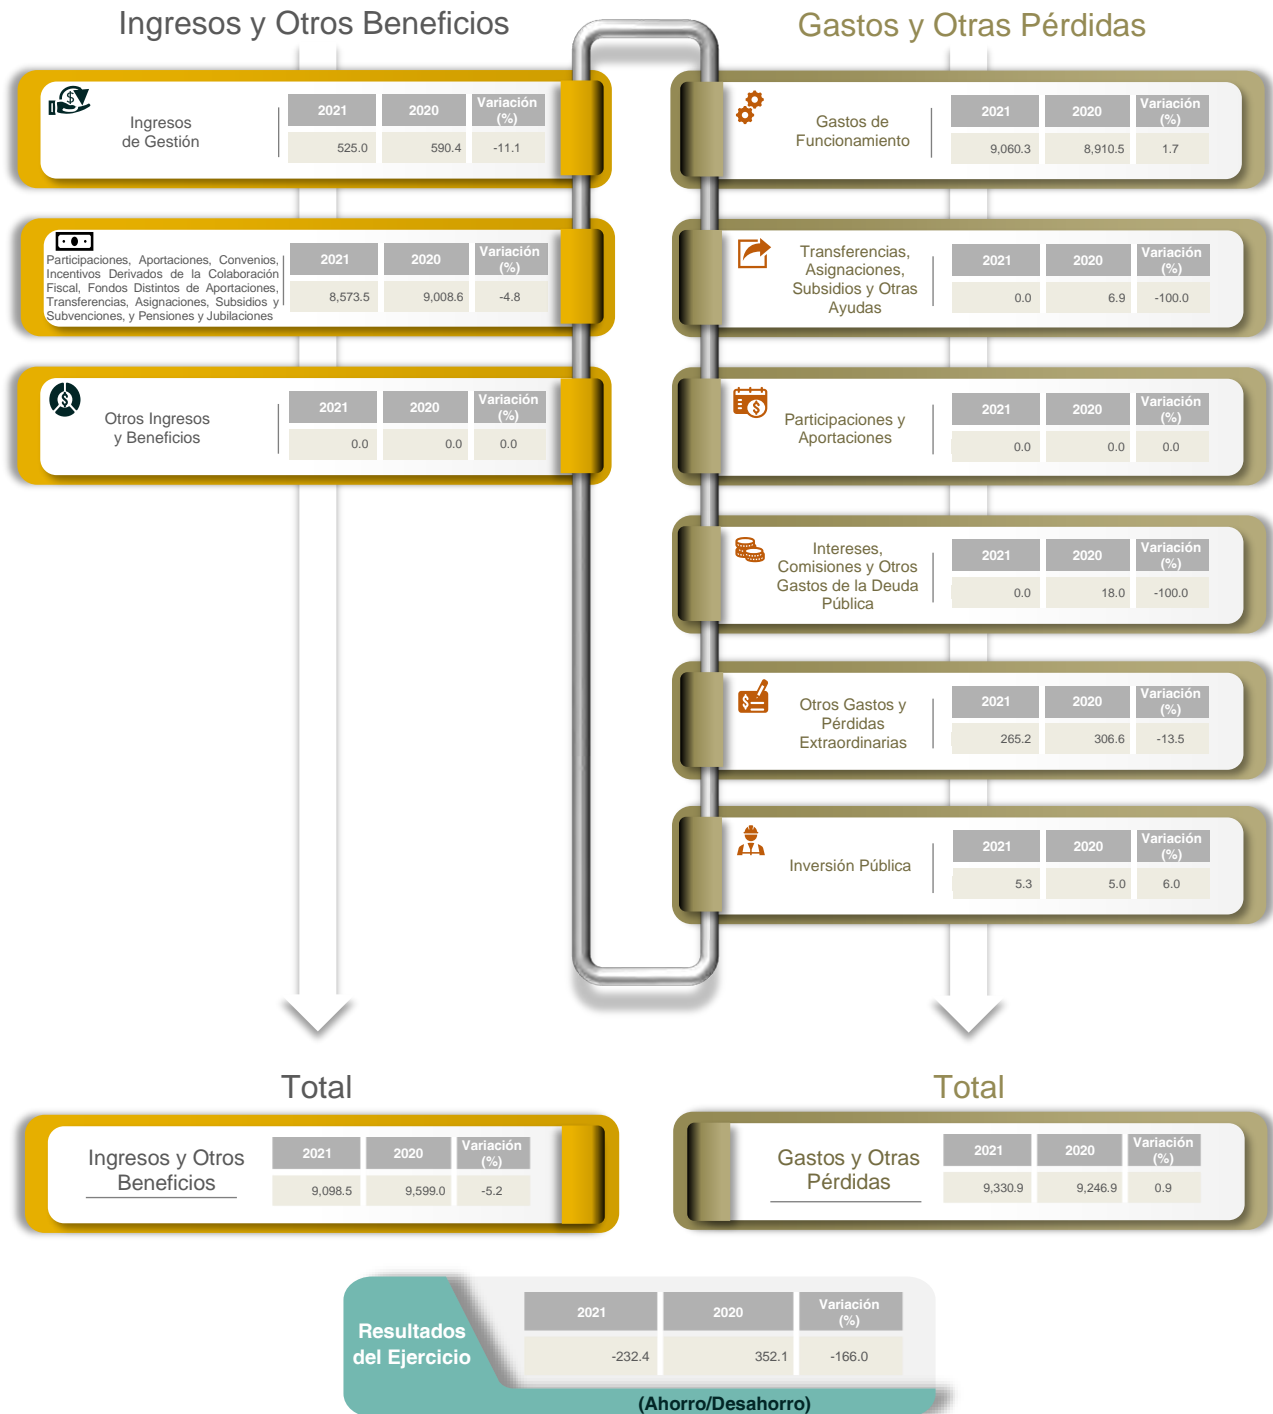 Ingresos y Otros Beneficios
Ingresos
de Gestión
2021 2020 Variación (%)
525.0 590.4 -11.1
Participaciones, Aportaciones, Convenios,
Incentivos Derivados de la Colaboración
Fiscal, Fondos Distintos de Aportaciones,
Transferencias, Asignaciones, Subsidios y
Subvenciones, y Pensiones y Jubilaciones
2021 2020 Variación (%)
8,573.5 9,008.6 -4.8
Otros Ingresos
y Beneficios
2021 2020 Variación (%)
0.0 0.0 0.0
Gastos y Otras Pérdidas
Gastos de
Funcionamiento
2021 2020 Variación (%)
9,060.3 8,910.5 1.7
Transferencias,
Asignaciones,
Subsidios y Otras
Ayudas
2021 2020 Variación (%)
0.0 6.9 -100.0
Participaciones y
Aportaciones
2021 2020 Variación (%)
0.0 0.0 0.0
Intereses,
Comisiones y Otros
Gastos de la Deuda
Pública
2021 2020 Variación (%)
0.0 18.0 -100.0
Otros Gastos y
Pérdidas
Extraordinarias
2021 2020 Variación (%)
265.2 306.6 -13.5
Inversión Pública
2021 2020 Variación (%)
5.3 5.0 6.0
Total
Ingresos y Otros
Beneficios
2021 2020 Variación (%)
9,098.5 9,599.0 -5.2
Total
Gastos y Otras
Pérdidas
2021 2020 Variación (%)
9,330.9 9,246.9 0.9
Resultados
del Ejercicio
2021 2020 Variación (%)
-232.4 352.1 -166.0
(Ahorro/Desahorro)